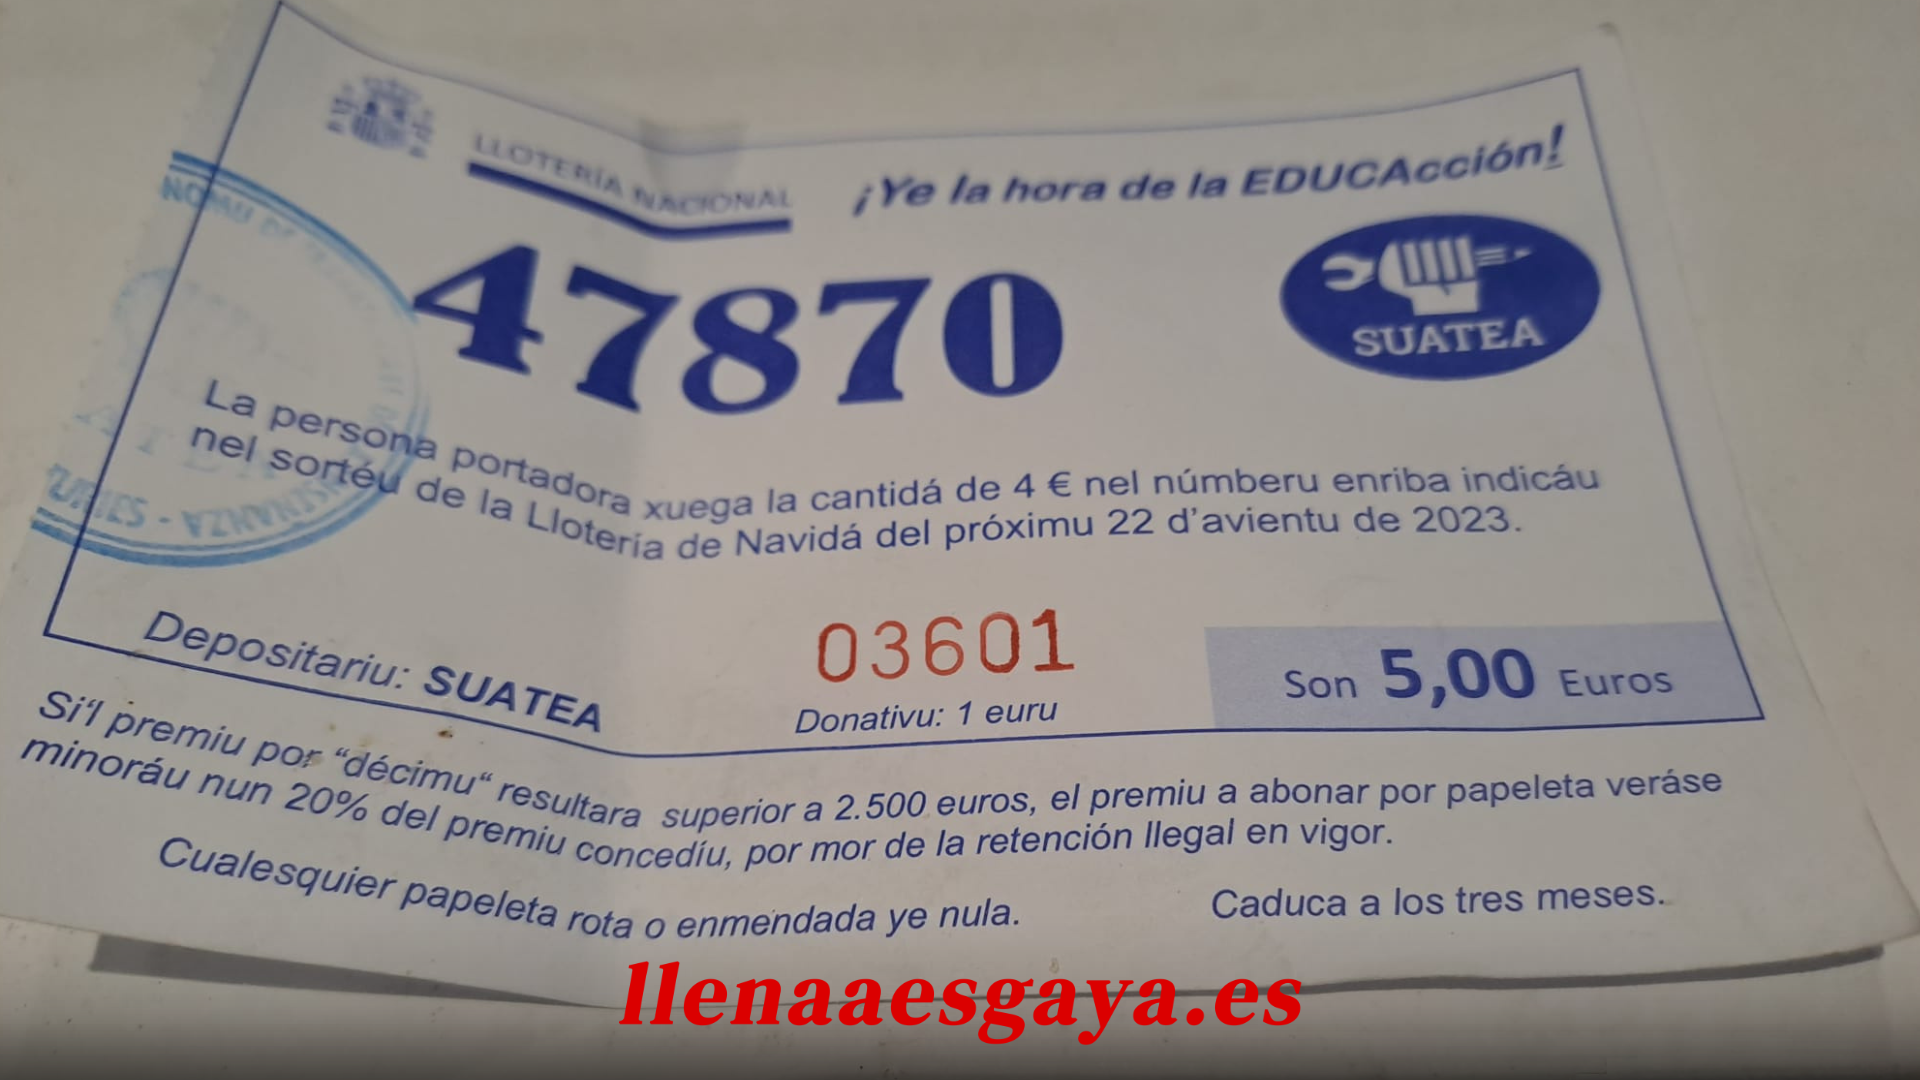 LLOTERÍA NACIONAL
¡Ye la hora de la EDUCAcción!
47870
SUATEA
La persona portadora xuega la cantidá de 4 € nel númberu enriba indicáu
nel sortéu de la Llotería de Navidá del próximu 22 d'avientu de 2023.
Depositariu: SUATEA
03601
Donativu: 1 euru
Son 5,00 Euros
Si'l premiu por “décimu“ resultara superior a 2.500 euros, el premiu a abonar por papeleta veráse
minoráu nun 20% del premiu concedíu, por mor de la retención llegal en vigor.
Cualesquier papeleta rota o enmendada ye nula.
Caduca a los tres meses.
llenaaesgaya.es